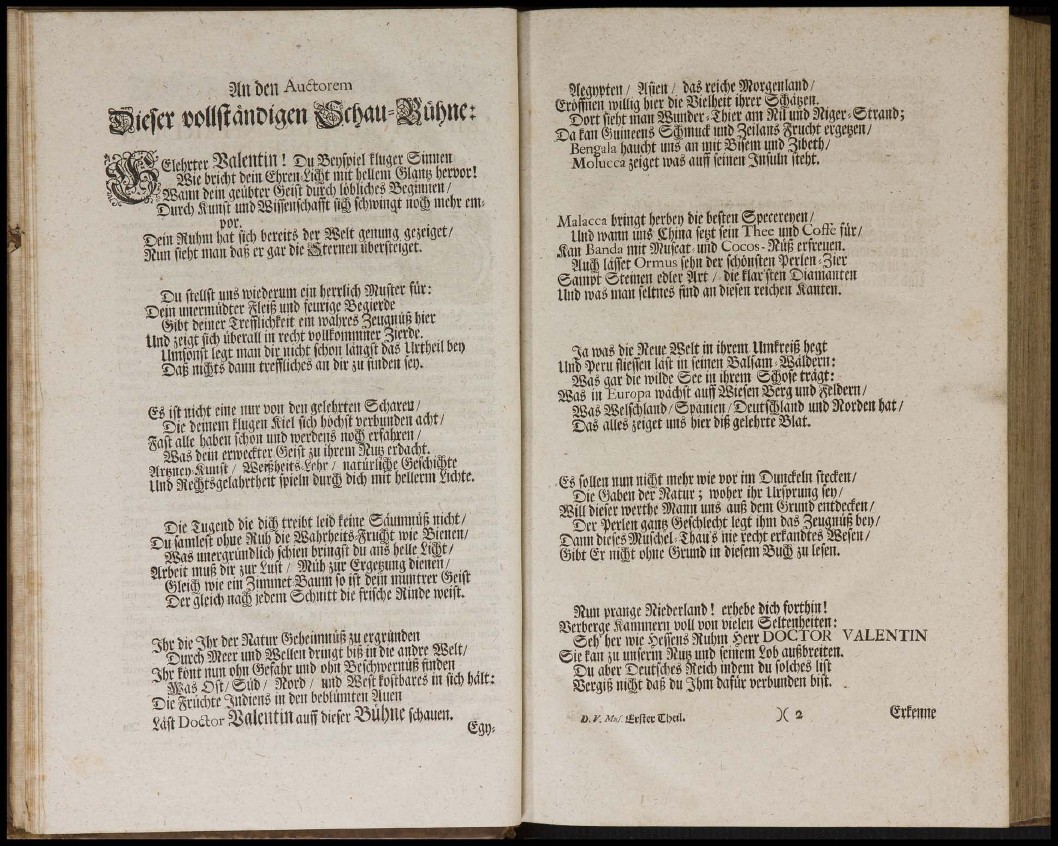 An den Auctorem
Dieser vollständigen Schau-Bühne:
GElehrter Valentin! Du Beyspiel kluger Sinnen
Wie bricht dein Ehren-Licht mit hellem Glantz hervor!
Wann dem geübter Geist durch löbliches Beginnen/
Durch Kunst und Wissenschafft sich schwingt noch mehr em-
por.
Dein Ruhm hat sich bereits der Welt genung gezeiget/
Nun sieht man daß er gar die Sternen übersteiget.
Du stellst uns wiederum ein herrlich Muster für:
Dein unermüdter Fleiß und feurige Begierde
Gibt deiner Trefflichkeit ein wahres Zeugnüß hier
Und zeigt sich überall in recht vollkommner Zierde.
Umsonst legt man dir nicht schon längst das Urtheil bey
Daß nichts dann treffliches an dir zu finden sey.
Es ist nicht eine nur von den gelehrten Scharen/
Die deinem klugen Kiel sich höchst verbunden acht/
Fast alle haben schon und werdens noch erfahren/
Was dein erweckter Geist zu ihrem Nutz erdacht.
Artzney-Kunst/ Weißheits-Lehr/ natürliche Geschichte
Und Rechtsgelahrtheit spieln durch dich mit hellerm Lichte.
Die Tugend die dich treibt leid keine Säumnüß nicht/
Du samlest ohne Ruh die Wahrheits-Frucht wie Bienen/
Was unergründlich schien bringst du ans helle Licht/
Arbeit muß dir zur Lust/ Müh zur Ergetzung dienen/
Gleich wie ein Zimmet-Baum so ist dein muntrer Geist
Der gleich nach jedem Schnitt die frische Rinde weist.
Ihr die Ihr der Natur Geheimnüß zu ergründen
Durch Meer und Wellen drungt biß in die andre Welt/
Ihr könt nun ohn Gefahr und ohn Beschwernüß finden
Was Ost/ Süd/ Nord/ und West kostbares in sich hält:
Die Früchte Indiens in den beblümten Auen
Läst Doctor Valentin auff dieser Bühne schauen.
Egy-
Aegypten/ Asien/ das reiche Morgenland/
Eröffnen willig hier die Vielheit ihrer Schätzen.
Dort sieht man Wunder-Thier am Nil und Niger-Strand;
Da kan Guineens Schmuck und Zeilans Frucht ergetzen/
Bengala haucht uns an mit Bisem und Zibeth/
Molucca zeiget was auff seinen Insuln steht.
Malacca bringt herbey die besten Specereyen/
Und wann uns China setzt sein Thee und Coffe für/
Kan Banda mit Muscat- und Cocos-Nüß erfreuen.
Auch lässet Ormus sehn der schönsten Perlen-Zier
Sampt Steinen edler Art/ die klarsten Diamanten
Und was man seltnes find an diesen reichen Kanten.
Ja was die Neue Welt in ihrem Umkreiß hegt
Und Peru fliessen läst in seinen Balsam-Wäldern:
Was gar die wilde See in ihrem Schose trägt:
Was in Europa wächst auff Wiesen Berg und Feldern/
Was Welschland/ Spanien/ Deutschland und Norden hat/
Das alles zeiget uns hier diß gelehrte Blat.
Es sollen nun nicht mehr wie vor im Dunckeln stecken/
Die Gaben der Natur; woher ihr Ursprung sey/
Will dieser werthe Mann uns auß dem Grund entdecken/
Der Perlen gantz Geschlecht legt ihm das Zeugnüß bey/
Dann dieses Muschel-Thau's nie recht erkandtes Wesen/
Gibt Er nicht ohne Grund in diesem Buch zu lesen.
Nun prange Niederland! erhebe dich forthin!
Verberge Kammern voll von vielen Seltenheiten:
Seh' her wie Hessens Ruhm Herr DOCTOR VALENTIN
Sie kan zu unserm Nutz und seinem Lob außbreiten.
Du aber Deutsches Reich indem du solches list
Vergiß nicht daß du Ihm dafür verbunden bist.
D. V. Mus. Erster Theil. )( 2 Erkenne